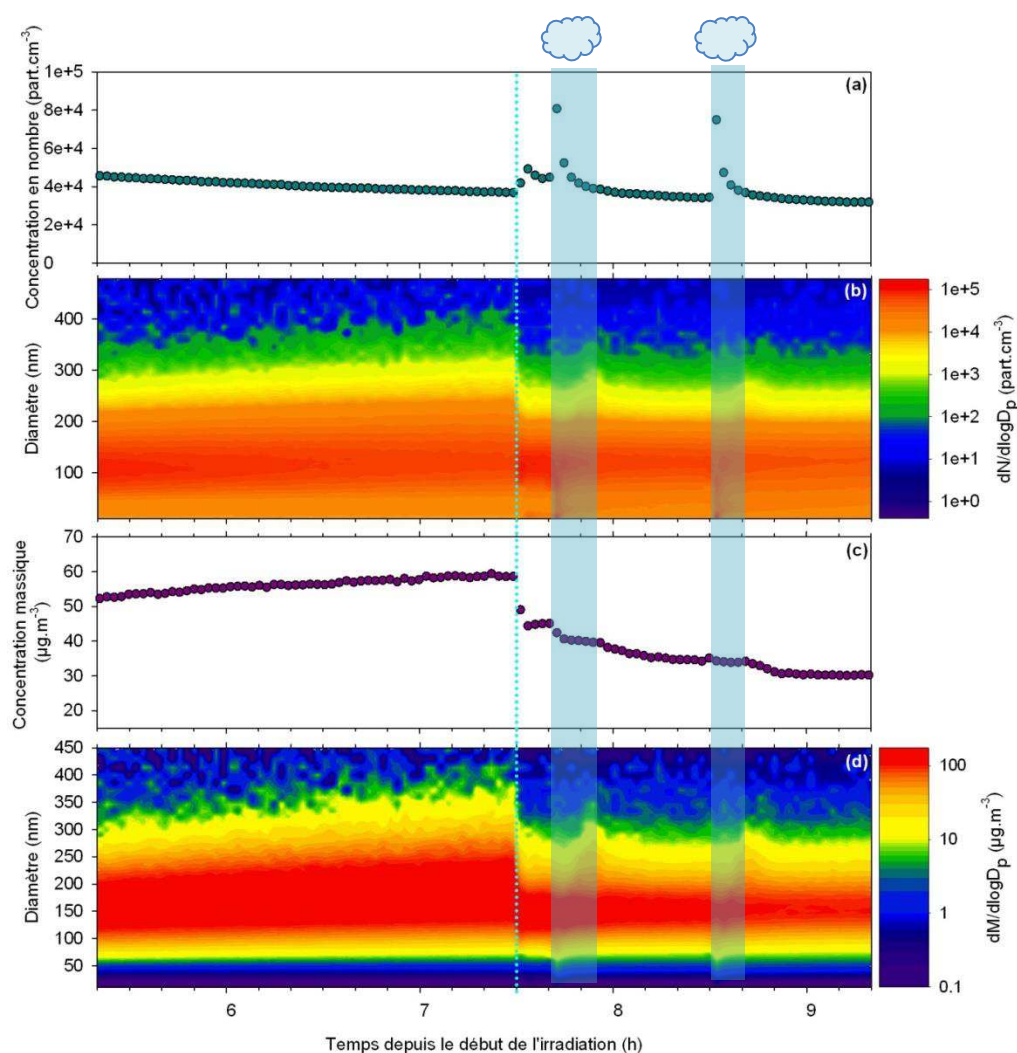 (a)
Concentration en nombre (part.cm-3)
1e+5
8e+4
6e+4
4e+4
2e+4
0
(b)
Diamètre (nm)
400
300
200
100
1e+5
1e+4
1e+3
1e+2
1e+1
1e+0
dN/dlogDp (part.cm-3)
(c)
Concentration massique
(µg.m-3)
70
60
50
40
30
20
(d)
Diamètre (nm)
450
400
350
300
250
200
150
100
50
100
10
1
0.1
dM/dlogDp (µg.m-3)
6 7 8 9
Temps depuis le début de l'irradiation (h)